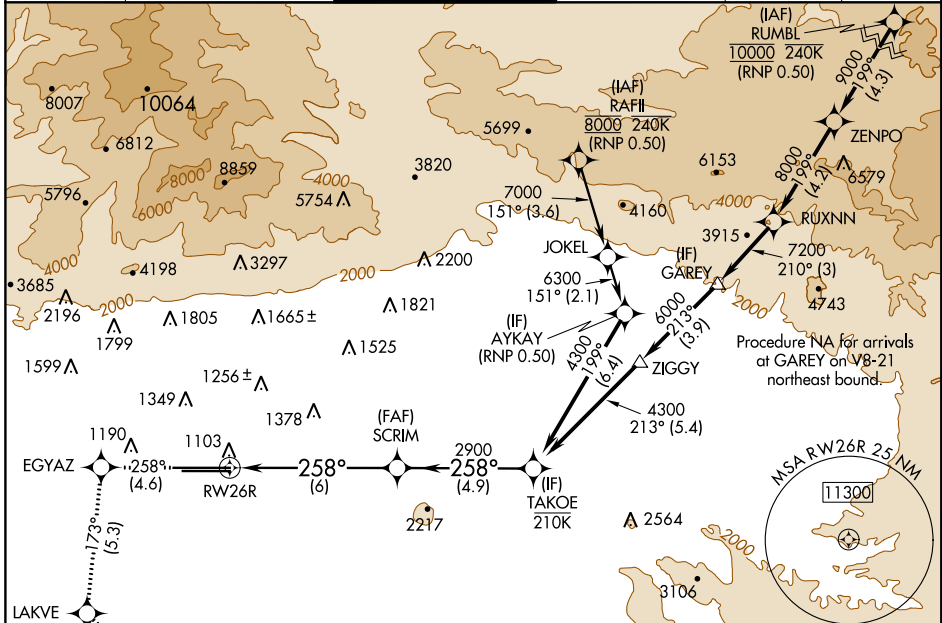 (IAF)
RUMBL
10000 240K
(RNP 0.50)
9000
199°
(4.3)
8007
10064
(IAF)
RAFII
8000 240K
(RNP 0.50)
5699
ZENPO
6812
8859
8000
3820
4000
5754
6153
6579
8000
199°
(4.2)
5796
6000
7000
151° (3.6)
4160
4000
RUXNN
3915
7200
210° (3)
JOKEL
(IF)
GAREY
4000
4198
3297
2000
2200
6300
151° (2.1)
2000
4743
3685
2196
2000
1799
1805
1665 ±
1821
(IF)
AYKAY
(RNP 0.50)
6000
213°
(3.9)
Procedure NA for arrivals
at GAREY on V8-21
northeast bound.
1599
1525
4300
199°
(6.4)
ZIGGY
1256 ±
1349
1378
4300
213° (5.4)
(FAF)
SCRIM
1190
1103
2900
EGYAZ
258°
(4.6)
RW26R
258°
(6)
258°
(4.9)
(IF)
TAKOE
210K
MSA RW26R 25 NM
11300
2217
2564
2000
173°
(5.3)
3106
LAKVE